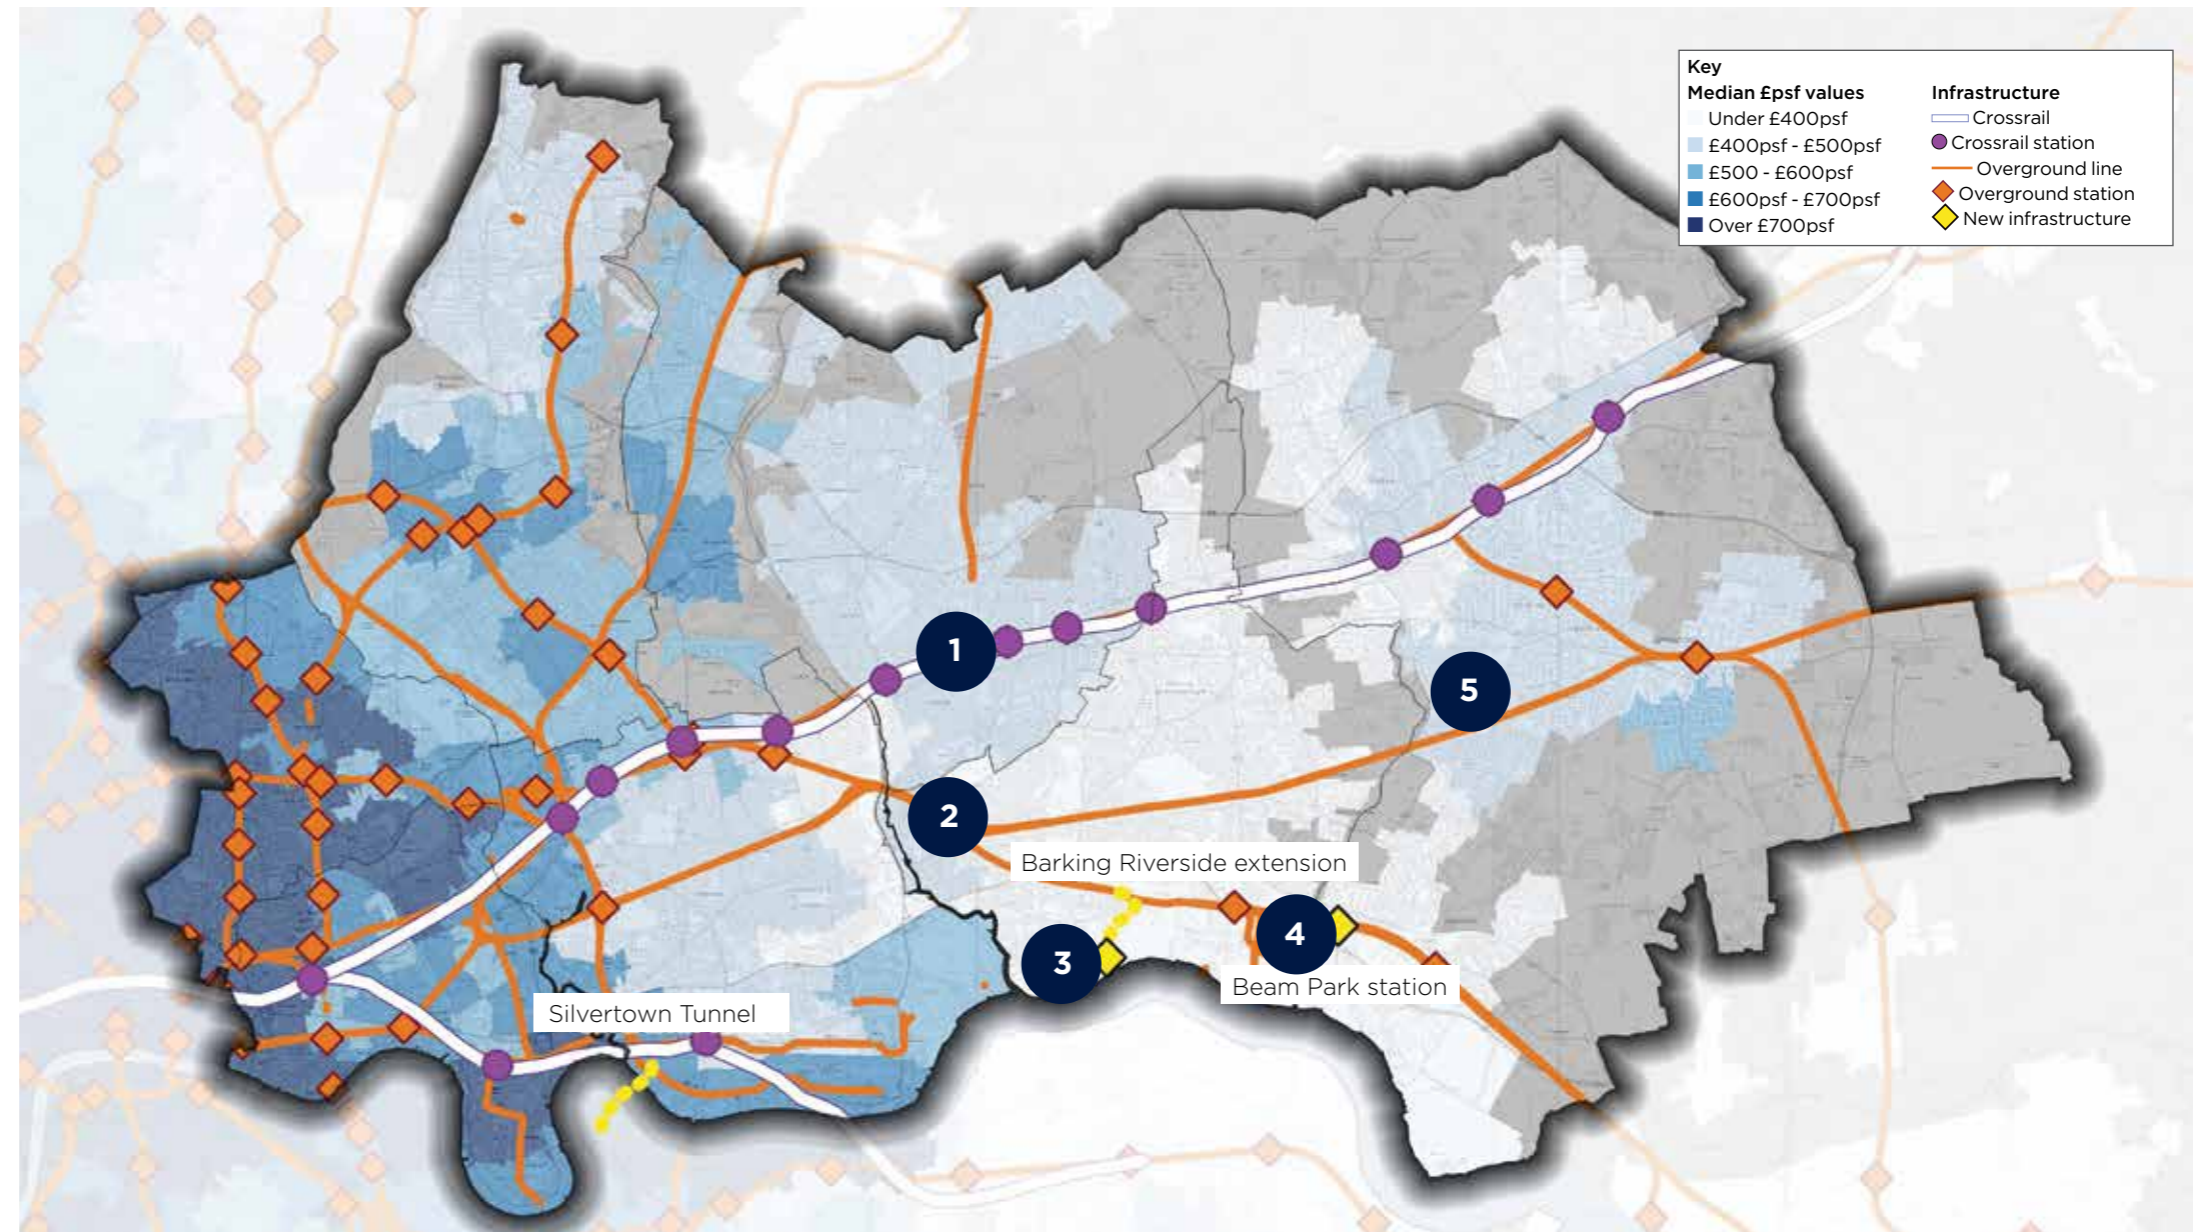 Key
Median £psf values
Under £400psf
£400psf - £500psf
£500 - £600psf
£600psf - £700psf
Over £700psf
Infrastructure
Crossrail
Crossrail station
Overground line
Overground station
New infrastructure
1
5
2
Barking Riverside extension
4
3
Beam Park station
Silvertown Tunnel